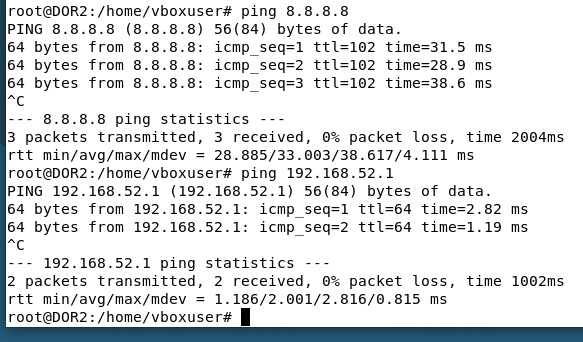 root@DOR2:/home/vboxuser# ping 8.8.8.8
PING 8.8.8.8 (8.8.8.8) 56(84) bytes of data.
64 bytes from 8.8.8.8: icmp_seq=1 ttl=102 time=31.5 ms
64 bytes from 8.8.8.8: icmp_seq=2 ttl=102 time=28.9 ms
64 bytes from 8.8.8.8: icmp_seq=3 ttl=102 time=38.6 ms
^C
--- 8.8.8.8 ping statistics ---
3 packets transmitted, 3 received, 0% packet loss, time 2004ms
rtt min/avg/max/mdev = 28.885/33.003/38.617/4.111 ms
root@DOR2:/home/vboxuser# ping 192.168.52.1
PING 192.168.52.1 (192.168.52.1) 56(84) bytes of data.
64 bytes from 192.168.52.1: icmp_seq=1 ttl=64 time=2.82 ms
64 bytes from 192.168.52.1: icmp_seq=2 ttl=64 time=1.19 ms
^C
--- 192.168.52.1 ping statistics ---
2 packets transmitted, 2 received, 0% packet loss, time 1002ms
rtt min/avg/max/mdev = 1.186/2.001/2.816/0.815 ms
root@DOR2:/home/vboxuser#